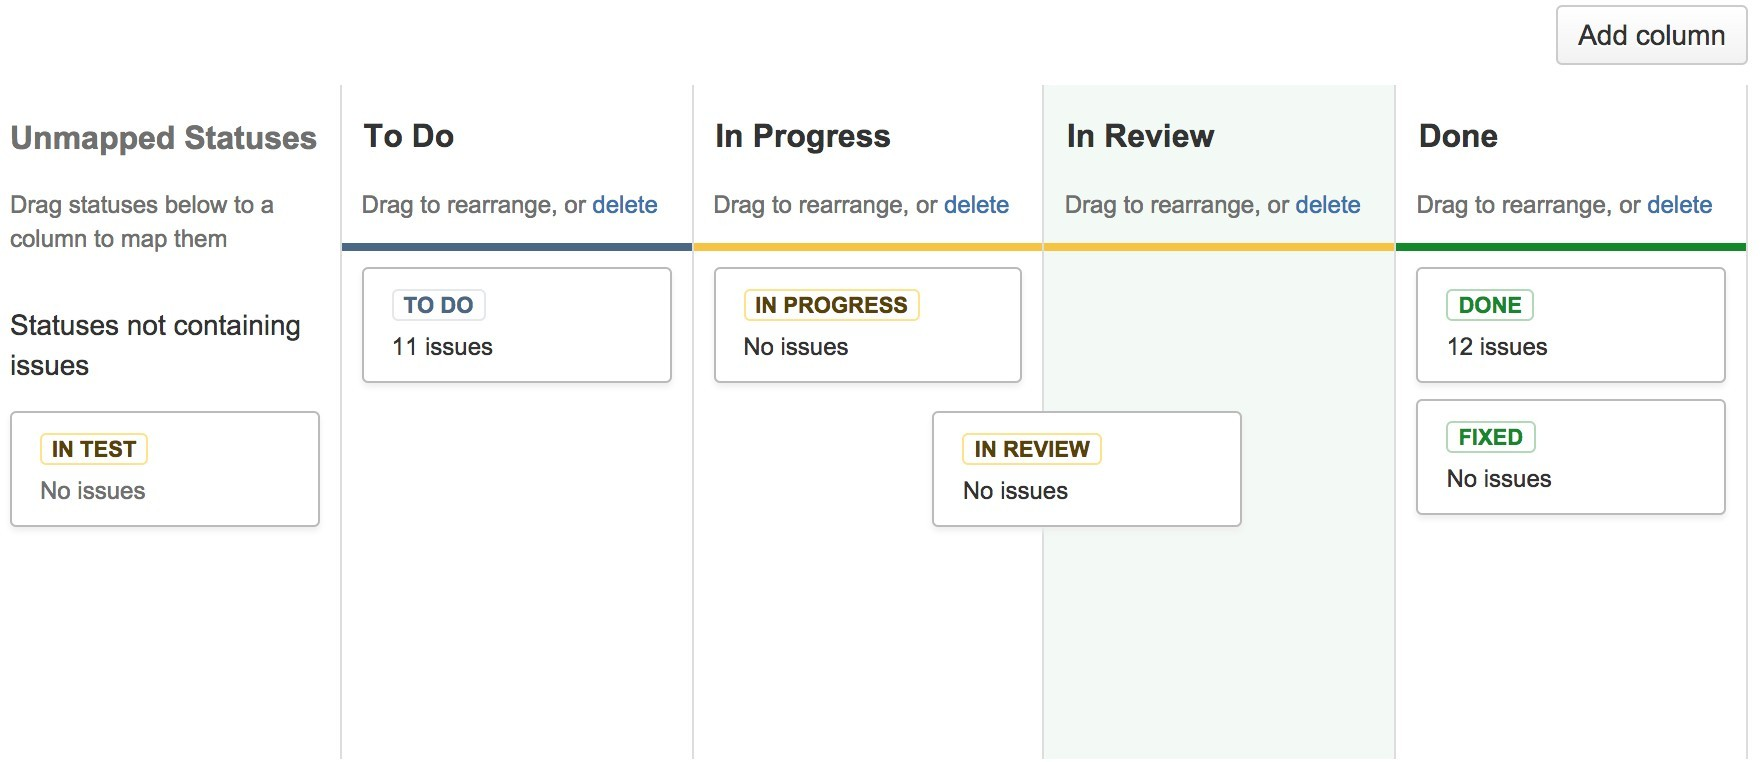 Add column
Unmapped Statuses
Drag statuses below to a
column to map them
Statuses not containing
issues
IN TEST
No issues
To Do
Drag to rearrange, or delete
TO DO
11 issues
In Progress
Drag to rearrange, or delete
IN PROGRESS
No issues
In Review
Drag to rearrange, or delete
IN REVIEW
No issues
Done
Drag to rearrange, or delete
DONE
12 issues
FIXED
No issues